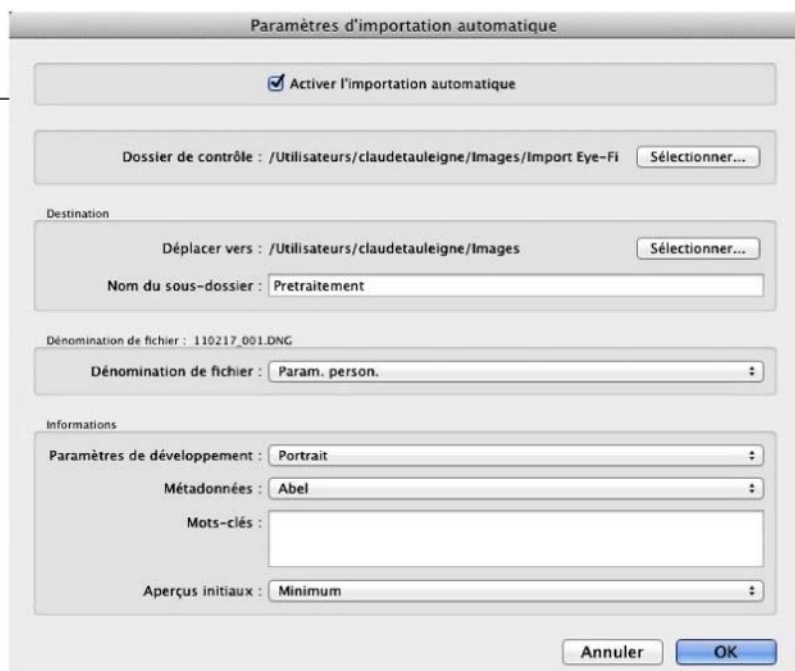 Paramètres d'importation automatique
Activer l'importation automatique
Dossier de contrôle : /Utilisateurs/claudetauleigne/Images/Import Eye-Fi Sélectionner...
Destination
Déplacer vers : /Utilisateurs/claudetauleigne/Images Sélectionner...
Nom du sous-dossier : Pretraitement
Dénomination de fichier : 110217_001.DNG
Dénomination de fichier : Param. person.
Informations
Paramètres de développement : Portrait
Métadonnées : Abel
Mots-clés :
Aperçus initiaux : Minimum
Annuler OK